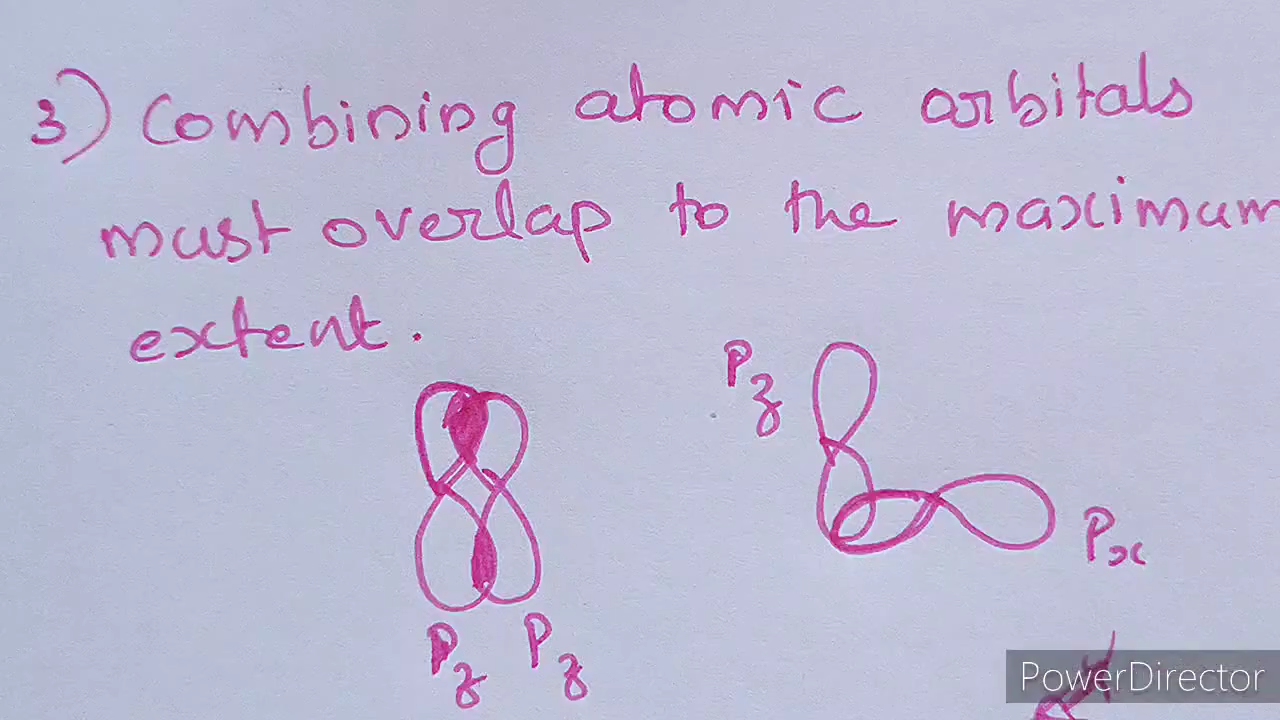 3) Combining atomic orbitals
must overlap to the maximum
extent.
Pz
Px
Pz Pz
PowerDirector